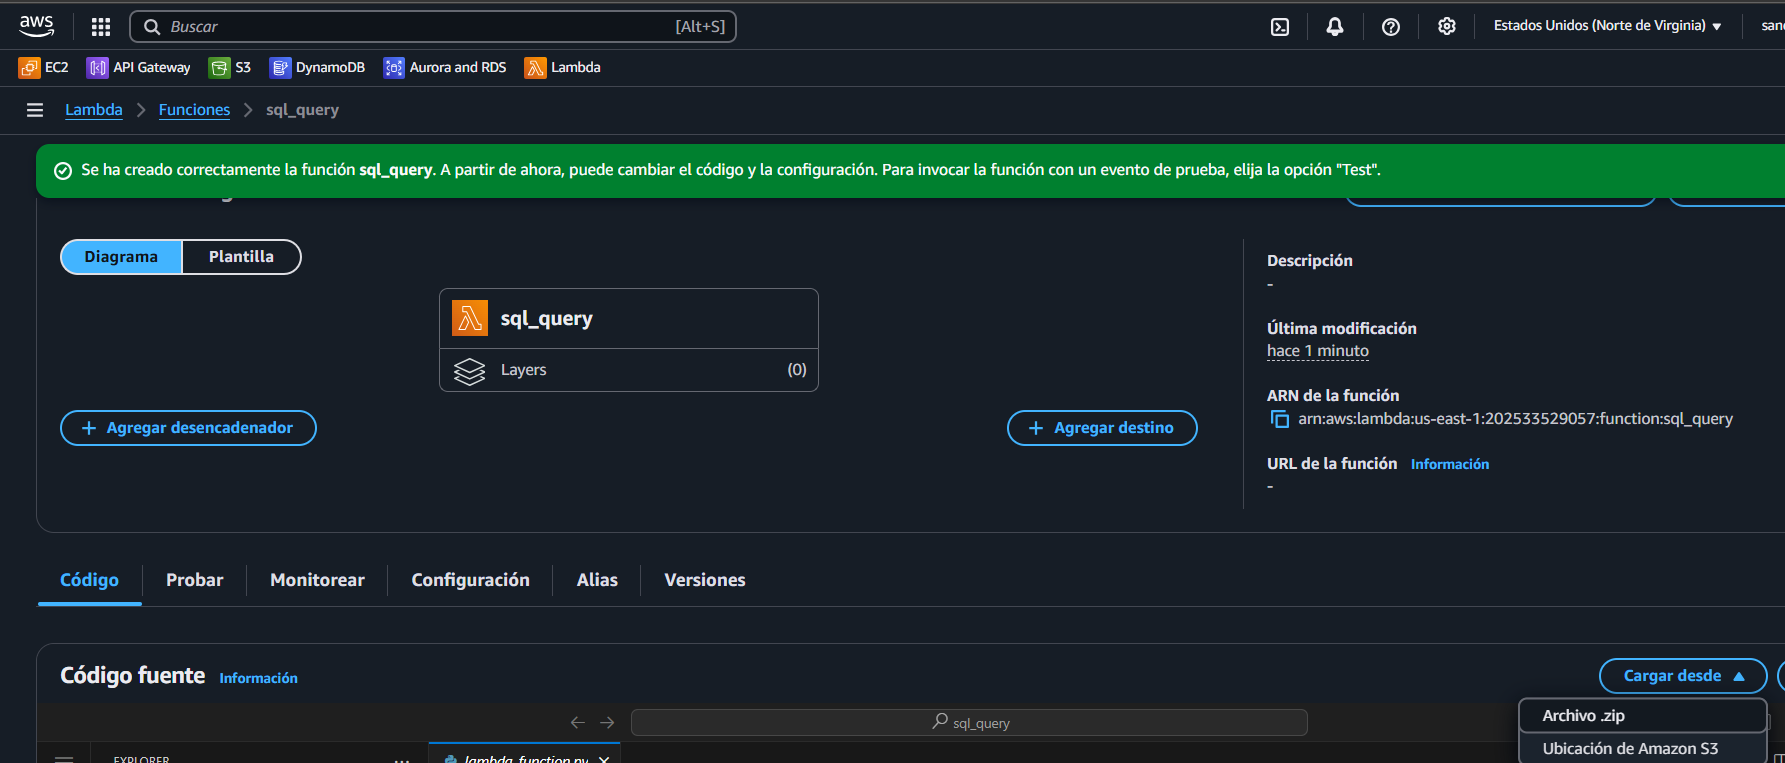 aws
Buscar
[Alt+S]
Estados Unidos (Norte de Virginia)
EC2
API Gateway
S3
DynamoDB
Aurora and RDS
Lambda
Lambda
Funciones
sql_query
Se ha creado correctamente la función sql_query. A partir de ahora, puede cambiar el código y la configuración. Para invocar la función con un evento de prueba, elija la opción "Test".
Diagrama
Plantilla
sql_query
Layers
(0)
+ Agregar desencadenador
+ Agregar destino
Descripción
-
Última modificación
hace 1 minuto
ARN de la función
arn:aws:lambda:us-east-1:202533529057:function:sql_query
URL de la función
Información
-
Código
Probar
Monitorear
Configuración
Alias
Versiones
Código fuente
Información
Cargar desde
Archivo .zip
Ubicación de Amazon S3
sql_query
EXPLORER
lambda_function.py